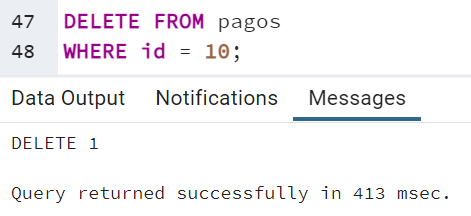 47 DELETE FROM pagos
48 WHERE id = 10;
Data Output Notifications Messages
DELETE 1
Query returned successfully in 413 msec.